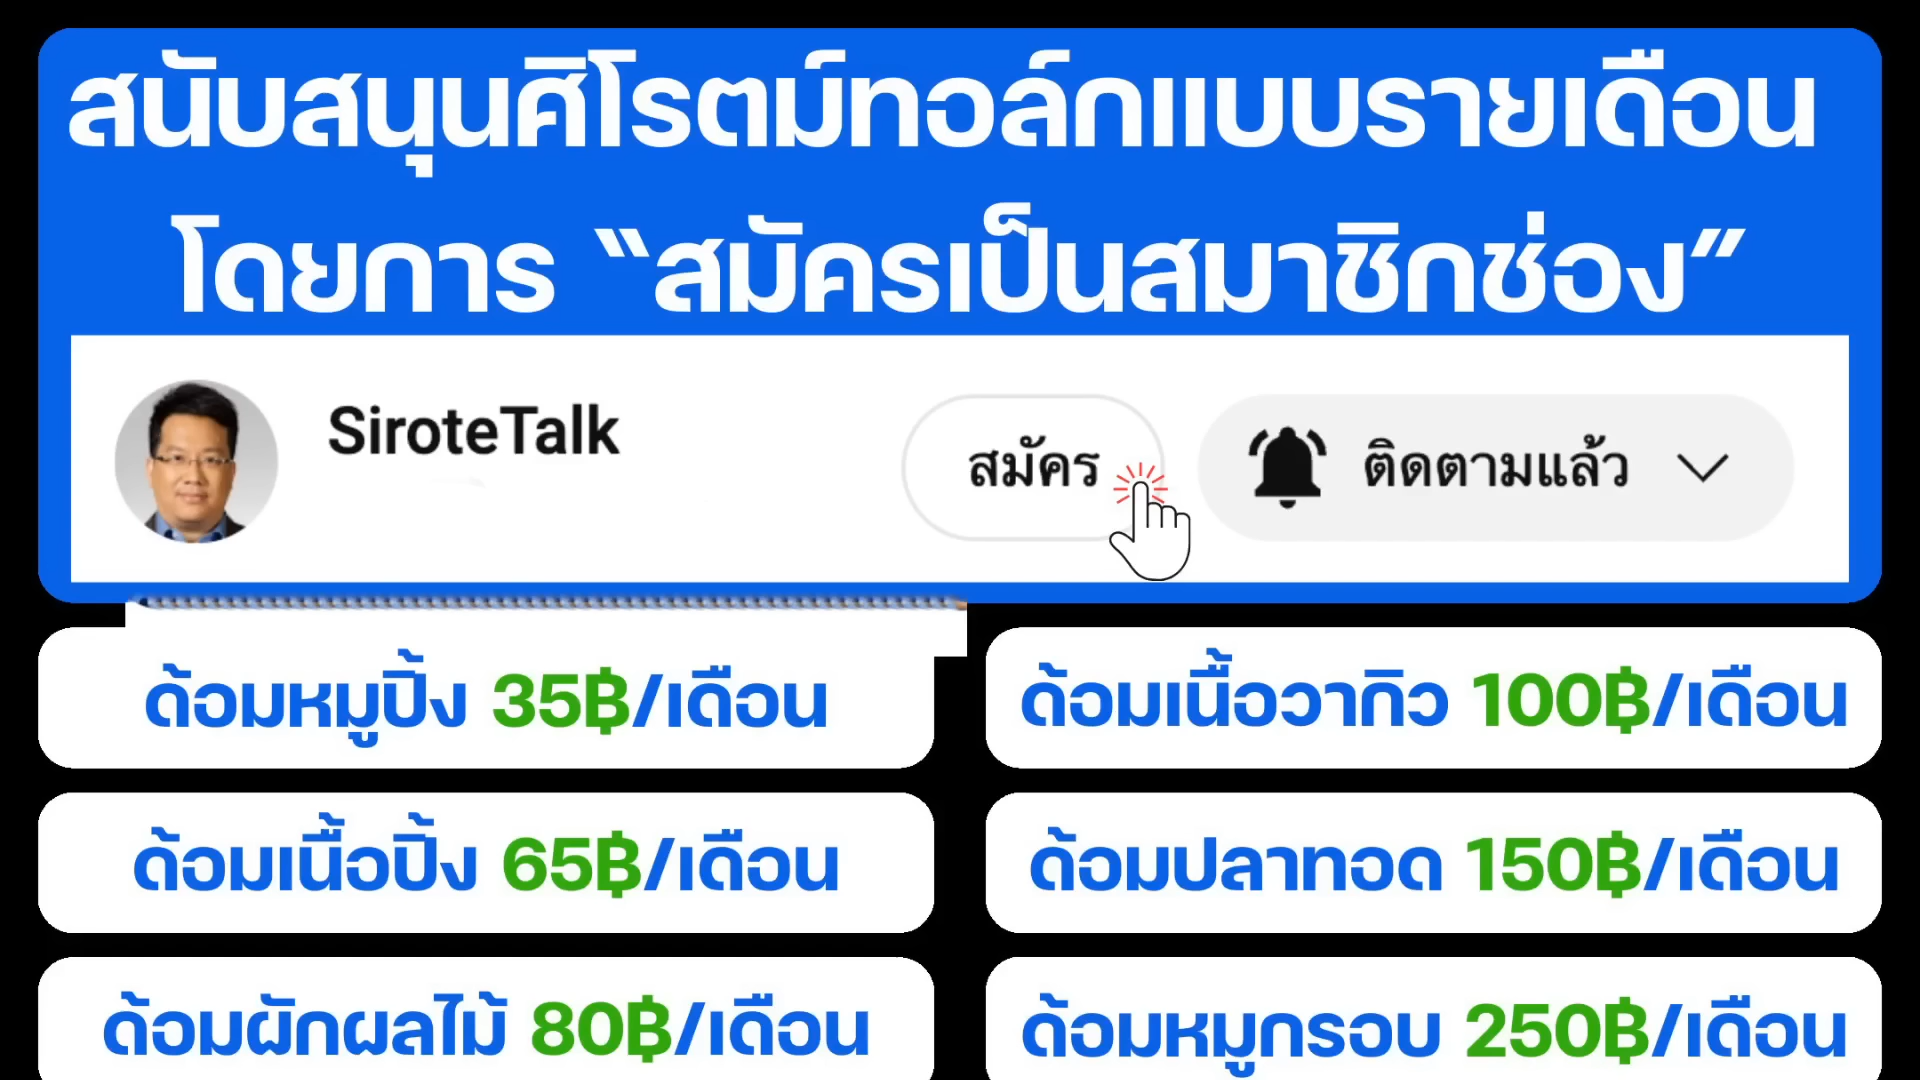 สนับสนุนศิโรตม์ทอล์กแบบรายเดือน
โดยการ “สมัครเป็นสมาชิกช่อง”
SiroteTalk
สมัคร
ติดตามแล้ว
ด้อมหมูปิ้ง 35฿/เดือน
ด้อมเนื้อวากิว 100฿/เดือน
ด้อมเนื้อปิ้ง 65฿/เดือน
ด้อมปลาทอด 150฿/เดือน
ด้อมผักผลไม้ 80฿/เดือน
ด้อมหมูกรอบ 250฿/เดือน